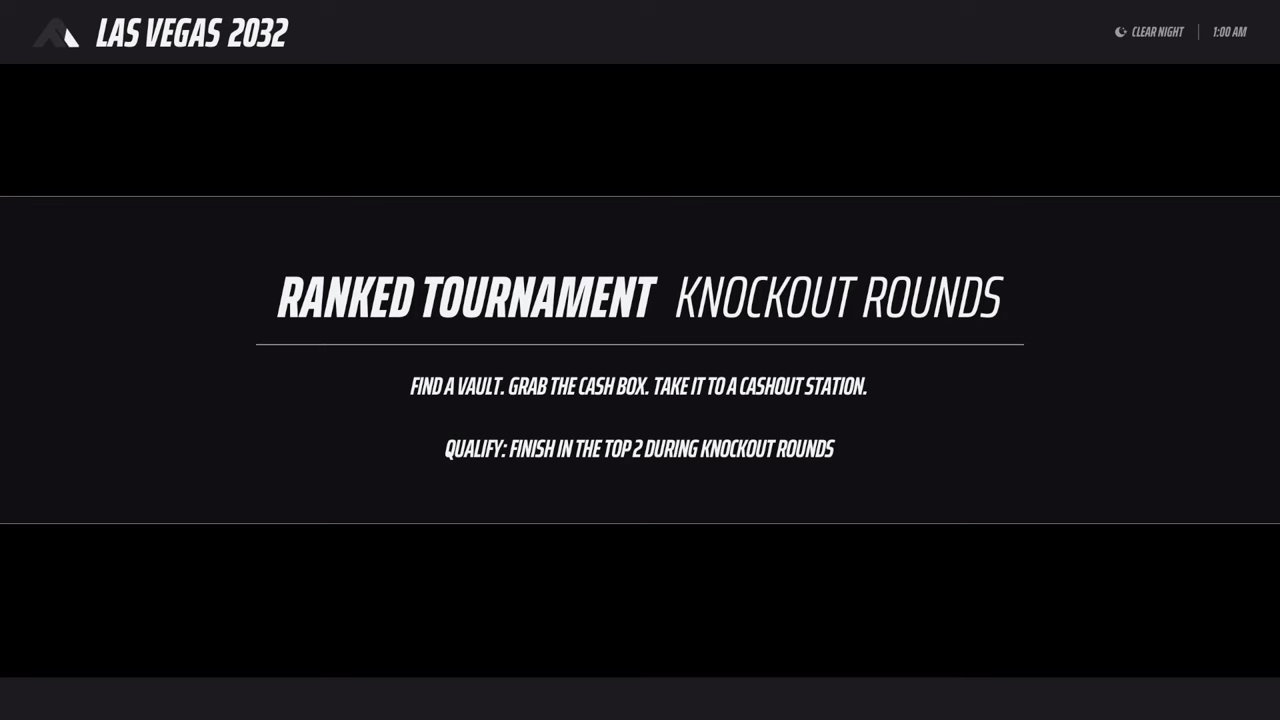 LAS VEGAS 2032
CLEAR NIGHT
1:00 AM
RANKED TOURNAMENT KNOCKOUT ROUNDS
FIND A VAULT. GRAB THE CASH BOX. TAKE IT TO A CASHOUT STATION.
QUALIFY: FINISH IN THE TOP 2 DURING KNOCKOUT ROUNDS